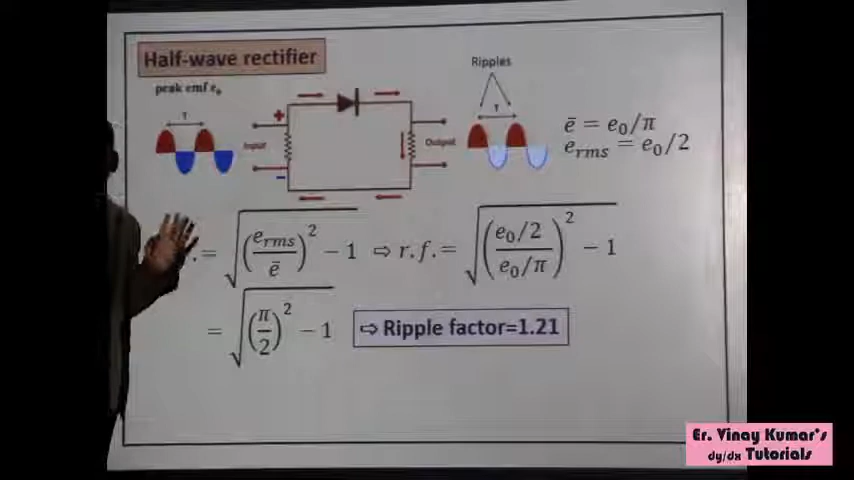 Half-wave rectifier
peak emf e₀
T
+
Input
-
Output
Ripples
T
ē = e₀/π
e_rms = e₀/2
. = √((e_rms/ē)² − 1) ⇨ r.f. = √(((e₀/2)/(e₀/π))² − 1)
= √((π/2)² − 1) ⇨ Ripple factor=1.21
Er. Vinay Kumar's
dy/dx Tutorials